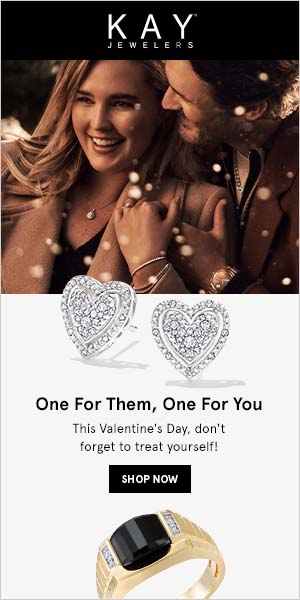 KAY
JEWELERS
One For Them, One For You
This Valentine's Day, don't
forget to treat yourself!
SHOP NOW